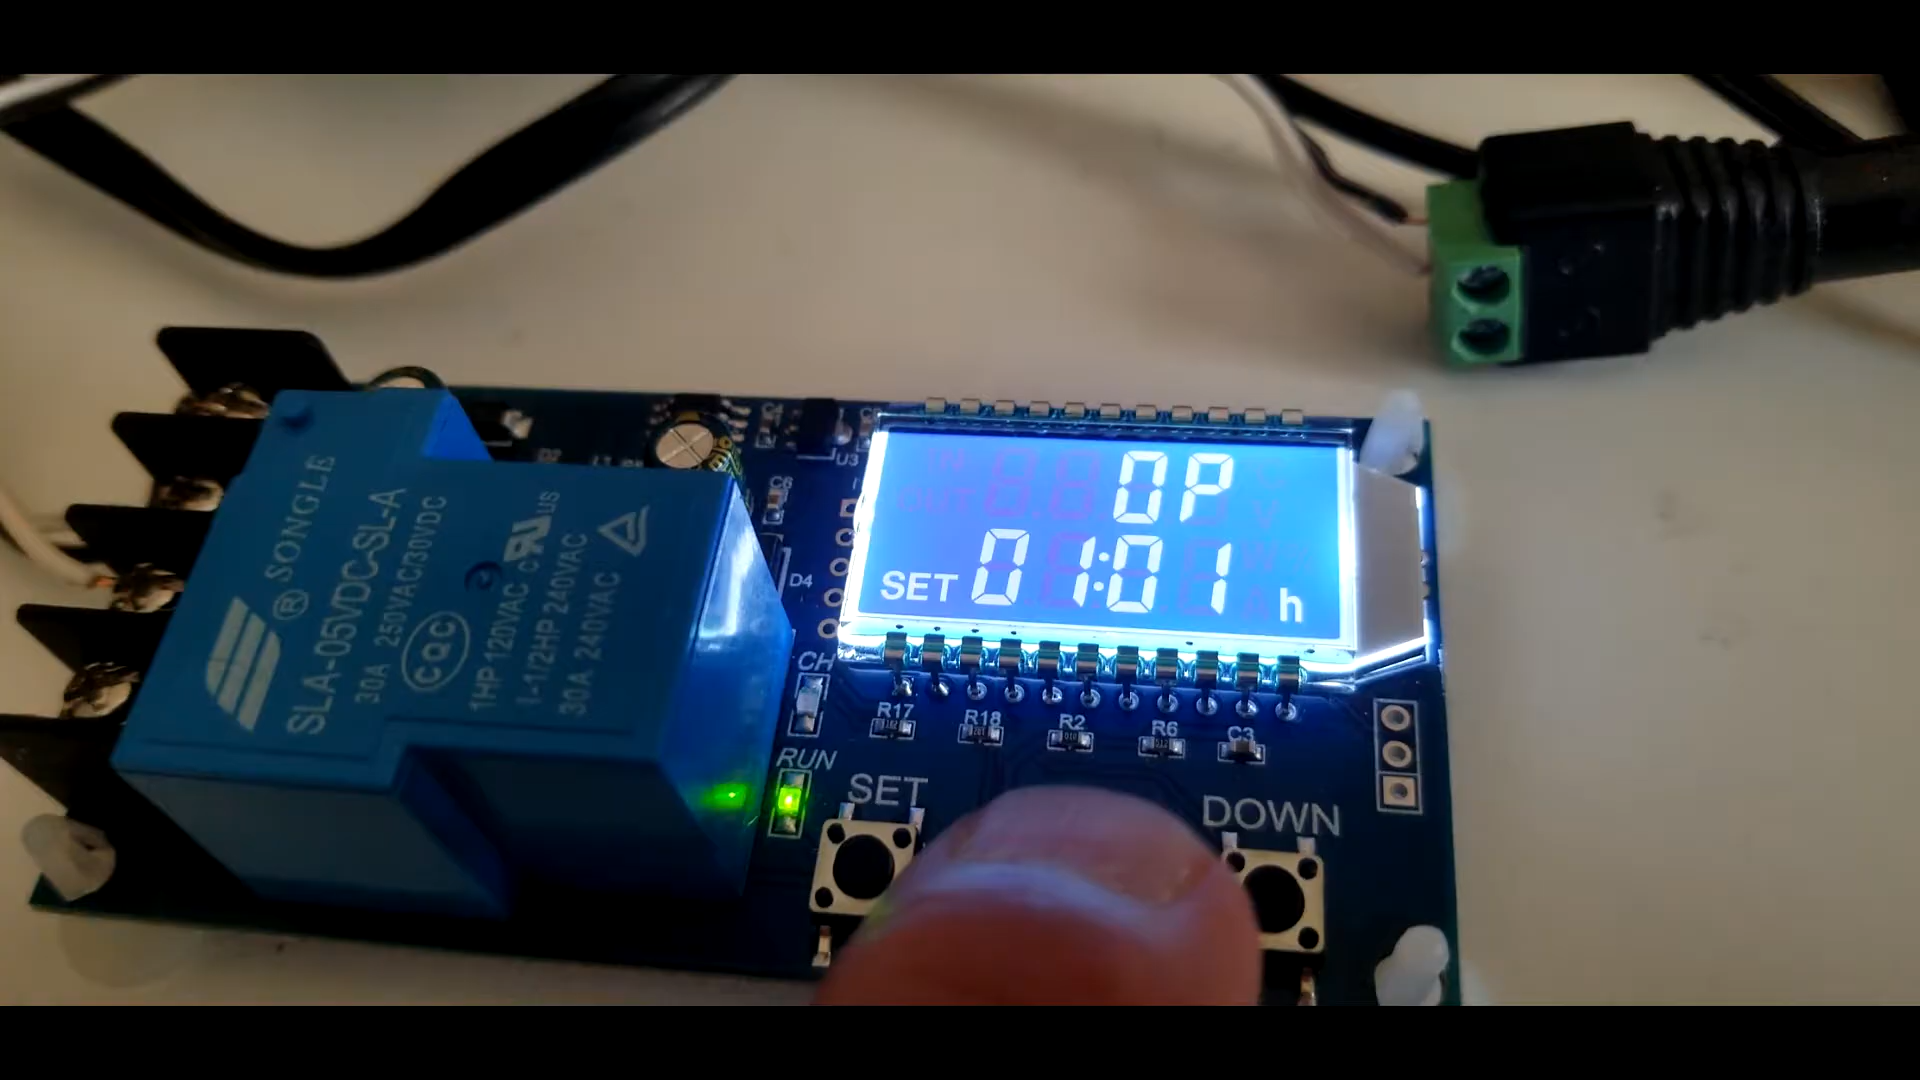 SONGLE
®
SLA-05VDC-SL-A
30A 250VAC/30VDC
CQC
1HP 120VAC
US
1-1/2HP 240VAC
30A 240VAC
C2
U3
C6
D4
IN
OUT
OP
V
SET 01:01 h
CH
RUN
R17
R18
R2
R6
C3
SET
DOWN